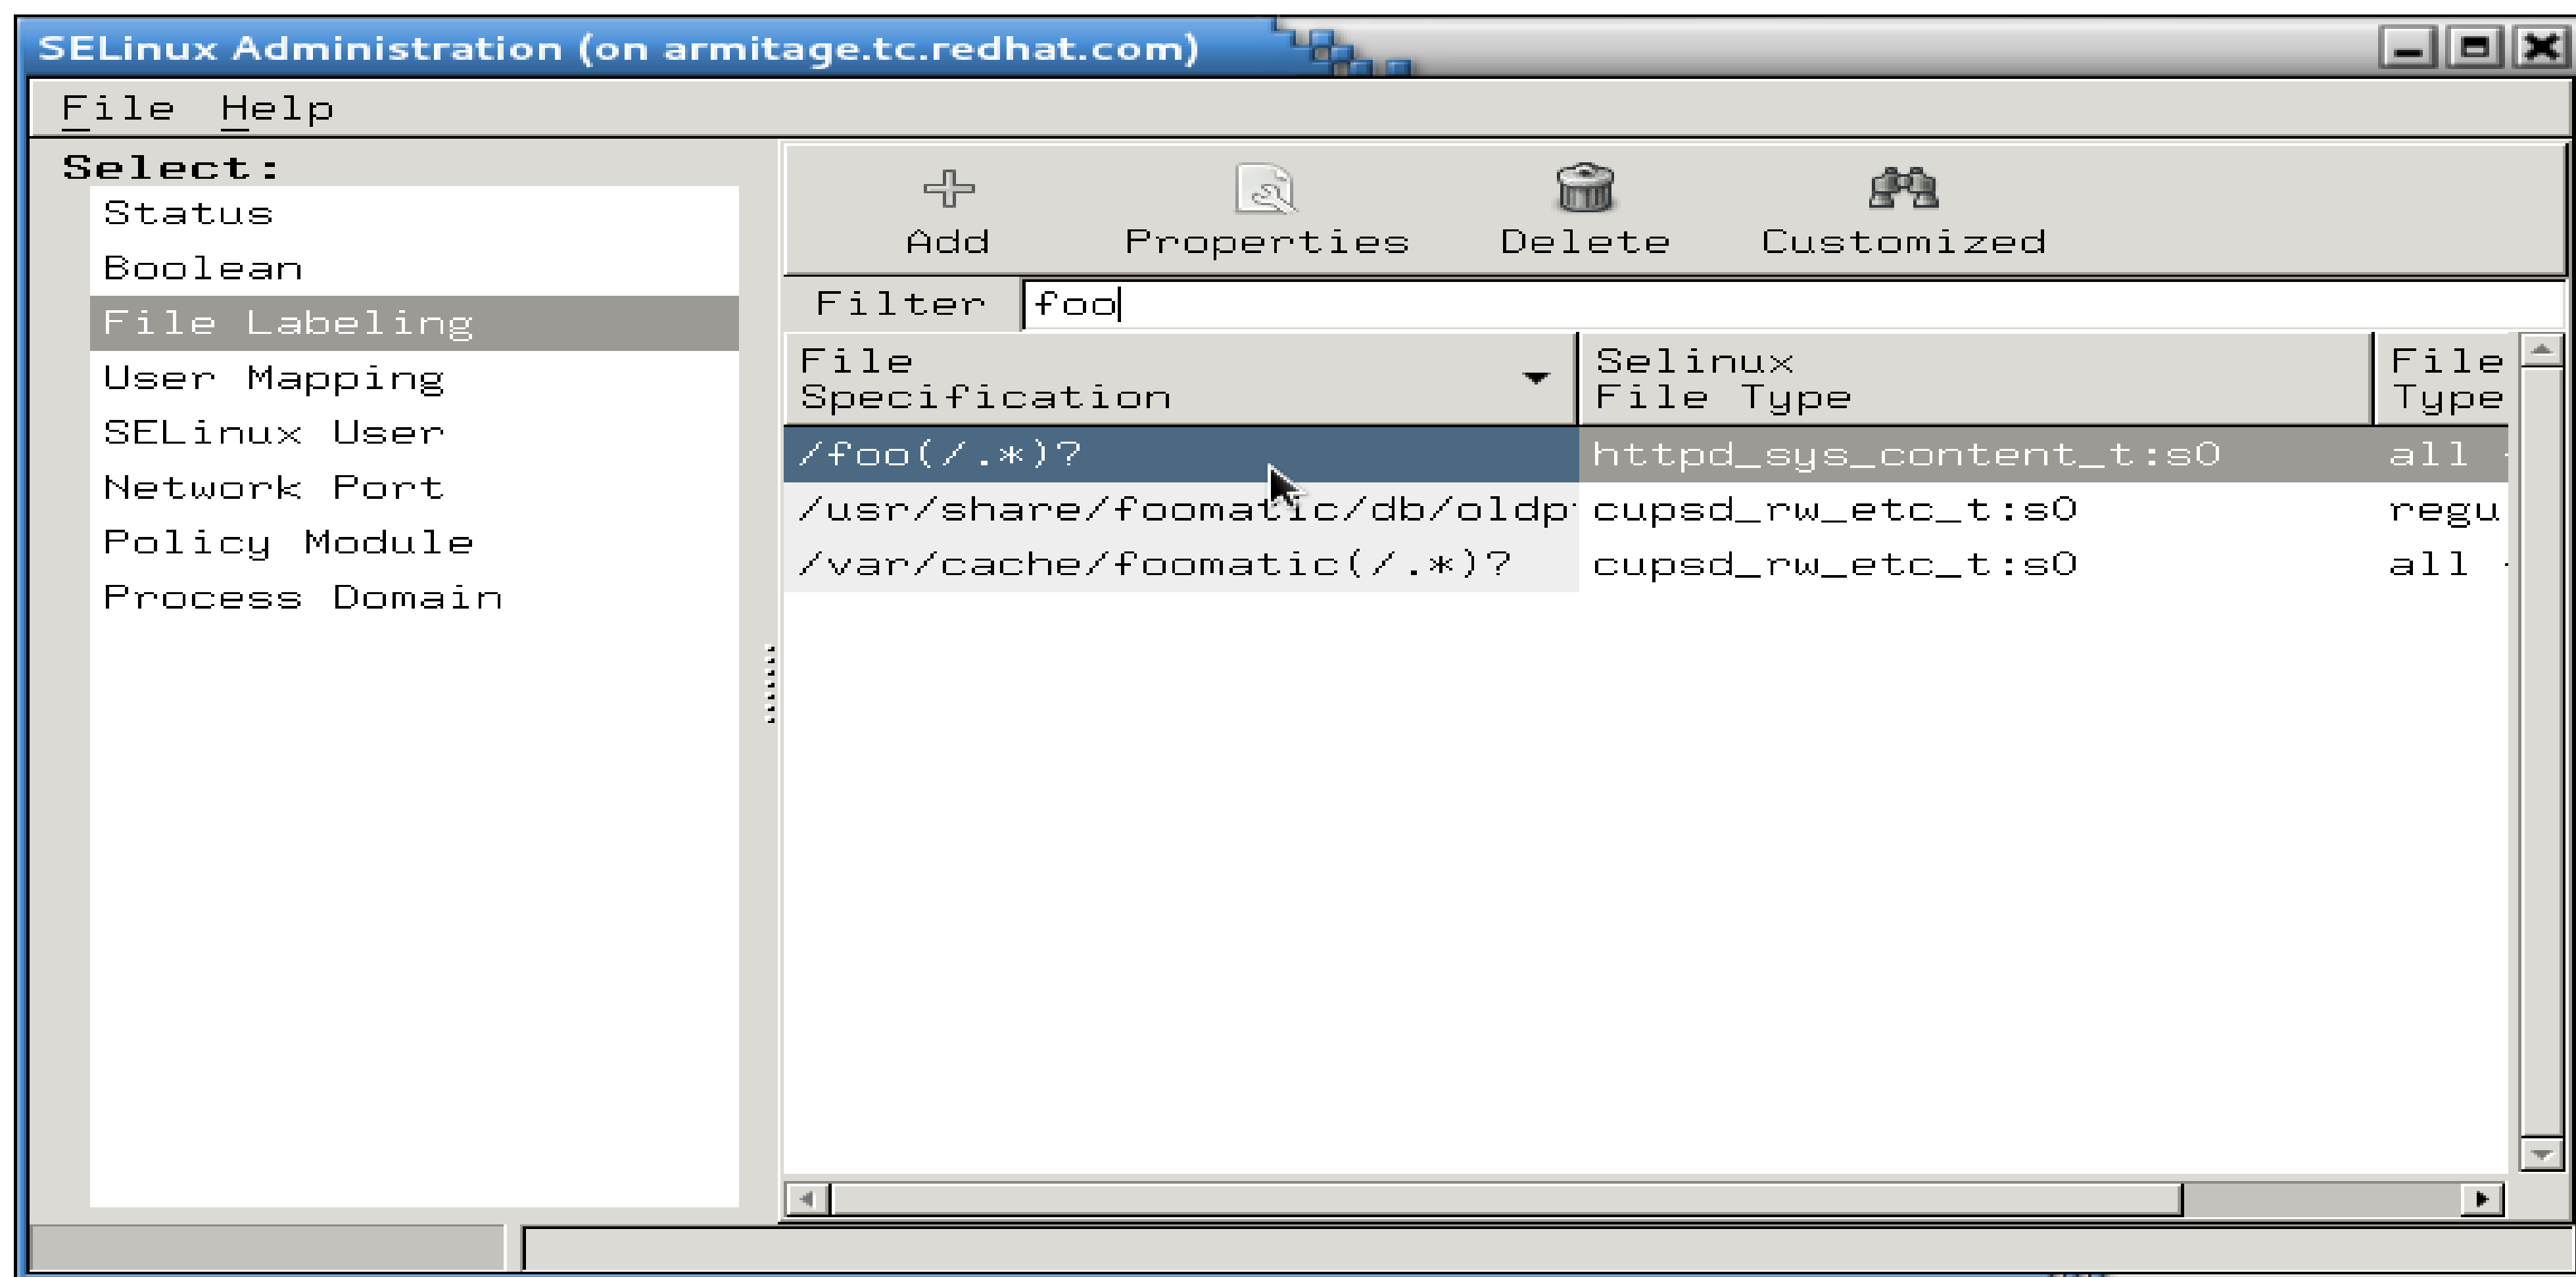 SELinux Administration (on armitage.tc.redhat.com)
File Help
Select:
Status
Boolean
File Labeling
User Mapping
SELinux User
Network Port
Policy Module
Process Domain
Add Properties Delete Customized
Filter foo
File Specification Selinux File Type File Type
/foo(/.*)? httpd_sys_content_t:s0 all
/usr/share/foomatic/db/oldp cupsd_rw_etc_t:s0 regu
/var/cache/foomatic(/.*)? cupsd_rw_etc_t:s0 all